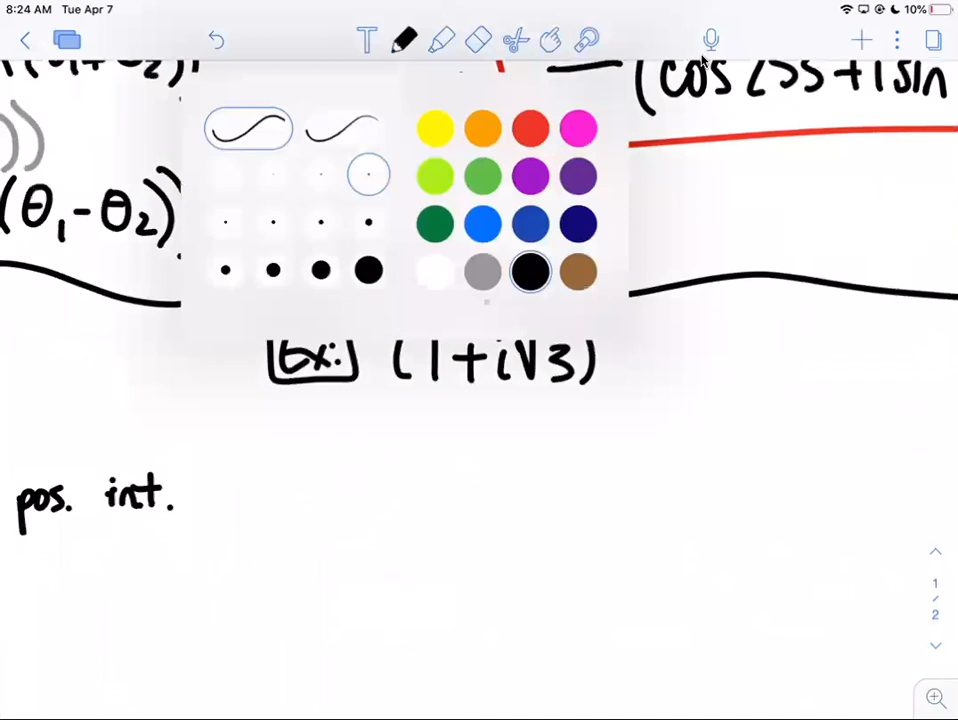 8:24 AM Tue Apr 7
10%
(cos 255 + i sin
(θ₁-θ₂))
Ex: (1+i√3)
pos. int.
1
/
2